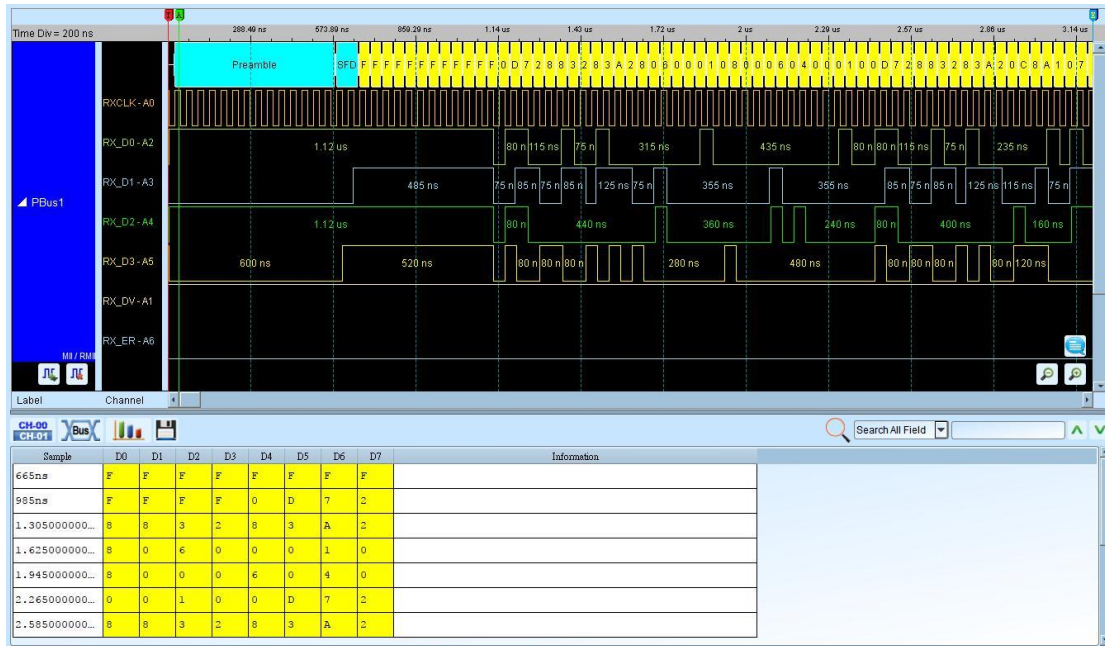 T A
Time Div = 200 ns 288.49 ns 573.89 ns 859.29 ns 1.14 us 1.43 us 1.72 us 2 us 2.29 us 2.57 us 2.86 us 3.14 us
Preamble SFD F F F F F F F F F F F F 0 D 7 2 8 8 3 2 8 3 A 2 8 0 6 0 0 0 1 0 8 0 0 0 6 0 4 0 0 0 1 0 0 D 7 2 8 8 3 2 8 3 A 2 0 C 8 A 1 0 7
RXCLK - A0
RX_D0 - A2 1.12 us 80 n 115 ns 75 n 315 ns 435 ns 80 n 80 n 115 ns 75 n 235 ns
RX_D1 - A3 485 ns 75 n 85 n 75 n 85 n 125 ns 75 n 355 ns 355 ns 85 n 75 n 85 n 125 ns 115 ns 75 n
PBus1
RX_D2 - A4 1.12 us 80 n 440 ns 360 ns 240 ns 80 n 400 ns 160 ns
RX_D3 - A5 600 ns 520 ns 80 n 80 n 80 n 280 ns 480 ns 80 n 80 n 80 n 80 n 120 ns
RX_DV - A1
RX_ER - A6
MII / RMII
Label Channel
CH-00
CH-01
Bus
Search All Field
Sample D0 D1 D2 D3 D4 D5 D6 D7 Information
665ns F F F F F F F F
985ns F F F F 0 D 7 2
1.305000000... 8 8 3 2 8 3 A 2
1.625000000... 8 0 6 0 0 0 1 0
1.945000000... 8 0 0 0 6 0 4 0
2.265000000... 0 0 1 0 0 D 7 2
2.585000000... 8 8 3 2 8 3 A 2